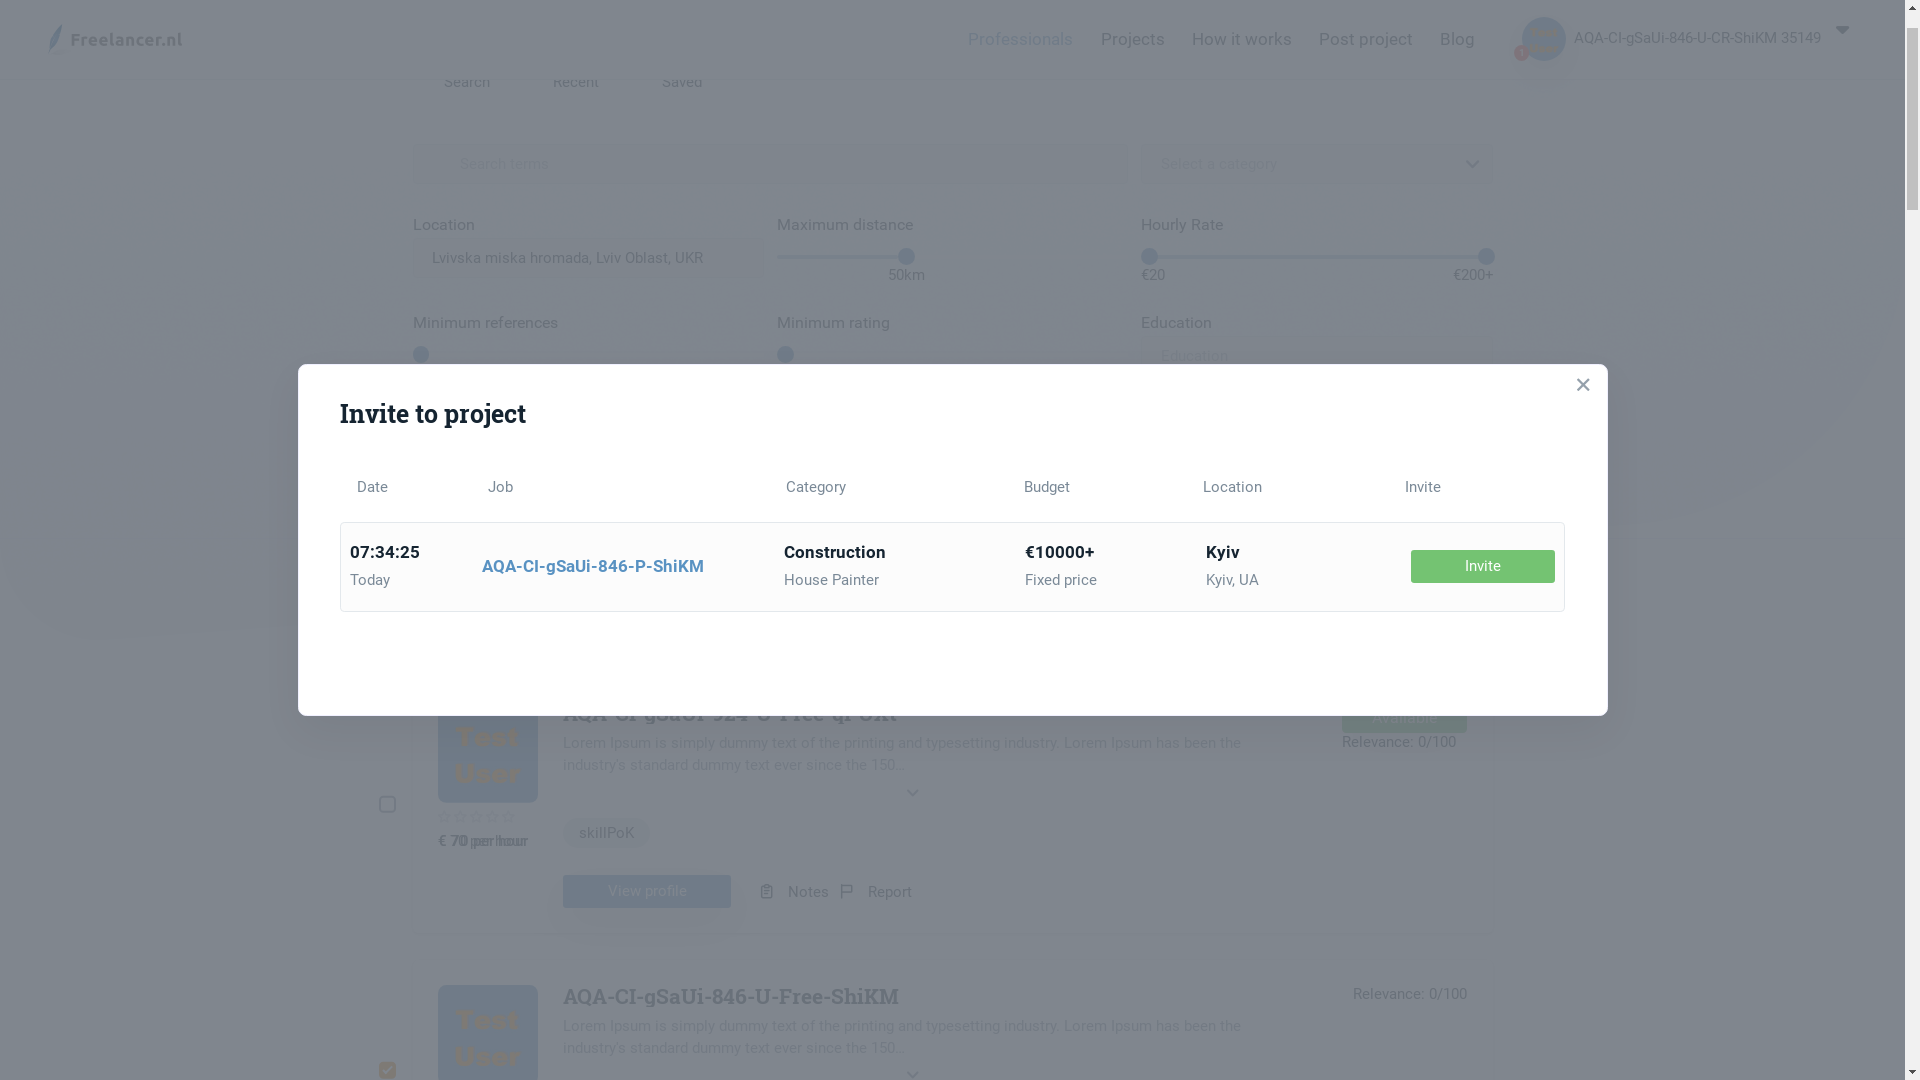 Freelancer.nl
Professionals Projects How it works Post project Blog
AQA-CI-gSaUi-846-U-CR-ShiKM 35149
Search Recent Saved
Search terms
Select a category
Location Maximum distance Hourly Rate
Lvivska miska hromada, Lviv Oblast, UKR
50km €20 €200+
Minimum references Minimum rating Education
Education
Invite to project
Date Job Category Budget Location Invite
07:34:25 Construction €10000+ Kyiv
AQA-CI-gSaUi-846-P-ShiKM Invite
Today House Painter Fixed price Kyiv, UA
Available
Test
User
Lorem Ipsum is simply dummy text of the printing and typesetting industry. Lorem Ipsum has been the
industry's standard dummy text ever since the 150...
Relevance: 0/100
€ 70 per hour
skillPoK
View profile Notes Report
AQA-CI-gSaUi-846-U-Free-ShiKM
Relevance: 0/100
Test
User
Lorem Ipsum is simply dummy text of the printing and typesetting industry. Lorem Ipsum has been the
industry's standard dummy text ever since the 150...